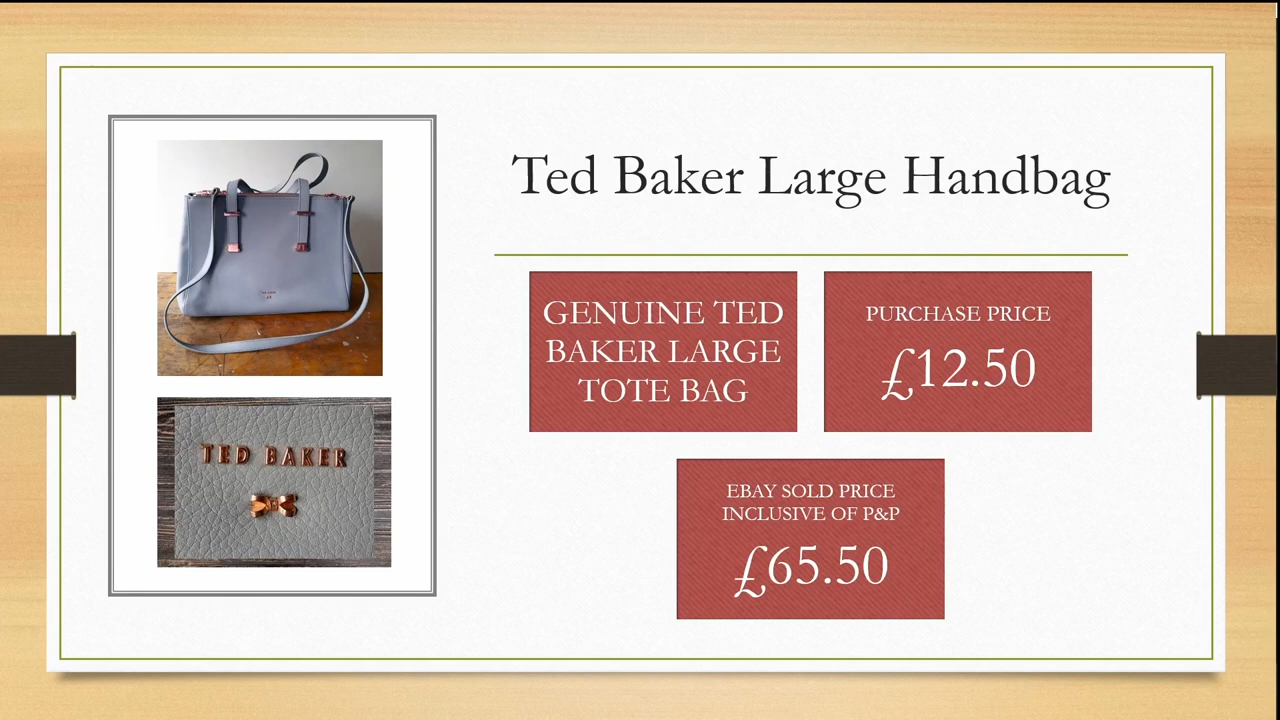 Ted Baker Large Handbag
GENUINE TED
BAKER LARGE
TOTE BAG
PURCHASE PRICE
£12.50
EBAY SOLD PRICE
INCLUSIVE OF P&P
£65.50
TED BAKER